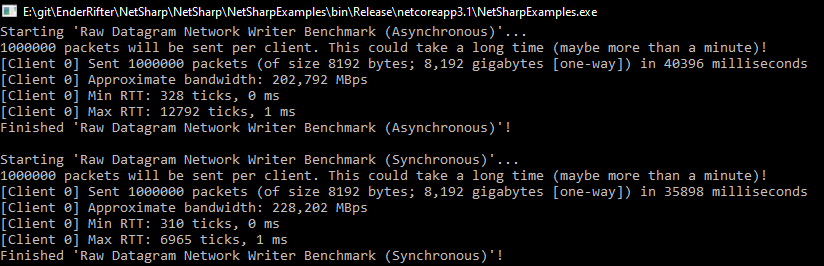 E:\git\EnderRifter\NetSharp\NetSharp\NetSharpExamples\bin\Release\netcoreapp3.1\NetSharpExamples.exe
Starting 'Raw Datagram Network Writer Benchmark (Asynchronous)'...
1000000 packets will be sent per client. This could take a long time (maybe more than a minute)!
[Client 0] Sent 1000000 packets (of size 8192 bytes; 8,192 gigabytes [one-way]) in 40396 milliseconds
[Client 0] Approximate bandwidth: 202,792 MBps
[Client 0] Min RTT: 328 ticks, 0 ms
[Client 0] Max RTT: 12792 ticks, 1 ms
Finished 'Raw Datagram Network Writer Benchmark (Asynchronous)'!
Starting 'Raw Datagram Network Writer Benchmark (Synchronous)'...
1000000 packets will be sent per client. This could take a long time (maybe more than a minute)!
[Client 0] Sent 1000000 packets (of size 8192 bytes; 8,192 gigabytes [one-way]) in 35898 milliseconds
[Client 0] Approximate bandwidth: 228,202 MBps
[Client 0] Min RTT: 310 ticks, 0 ms
[Client 0] Max RTT: 6965 ticks, 1 ms
Finished 'Raw Datagram Network Writer Benchmark (Synchronous)'!